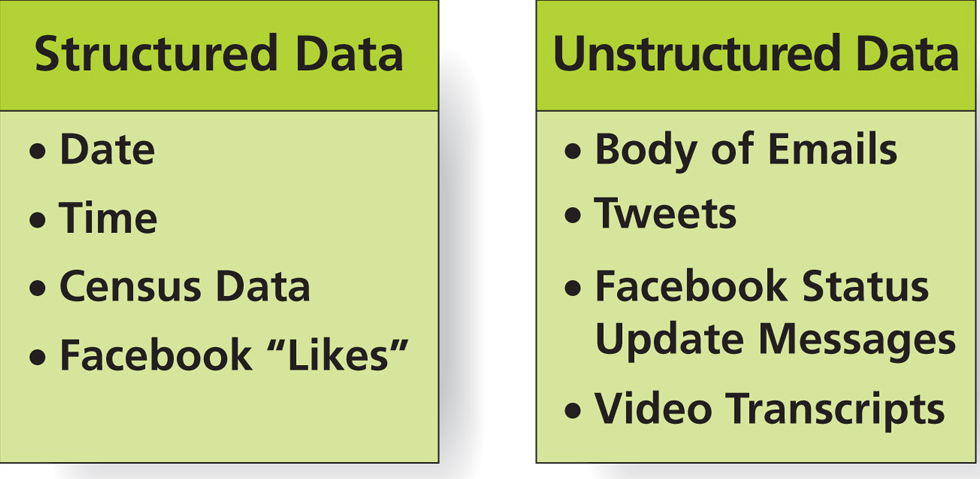 Structured Data
• Date
• Time
• Census Data
• Facebook “Likes”
Unstructured Data
• Body of Emails
• Tweets
• Facebook Status
Update Messages
• Video Transcripts